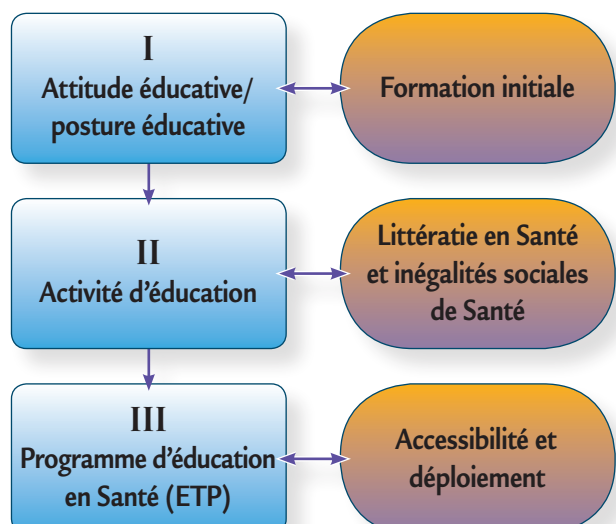 I
Attitude éducative/
posture éducative
Formation initiale
II
Activité d'éducation
Littératie en Santé
et inégalités sociales
de Santé
III
Programme d'éducation
en Santé (ETP)
Accessibilité et
déploiement